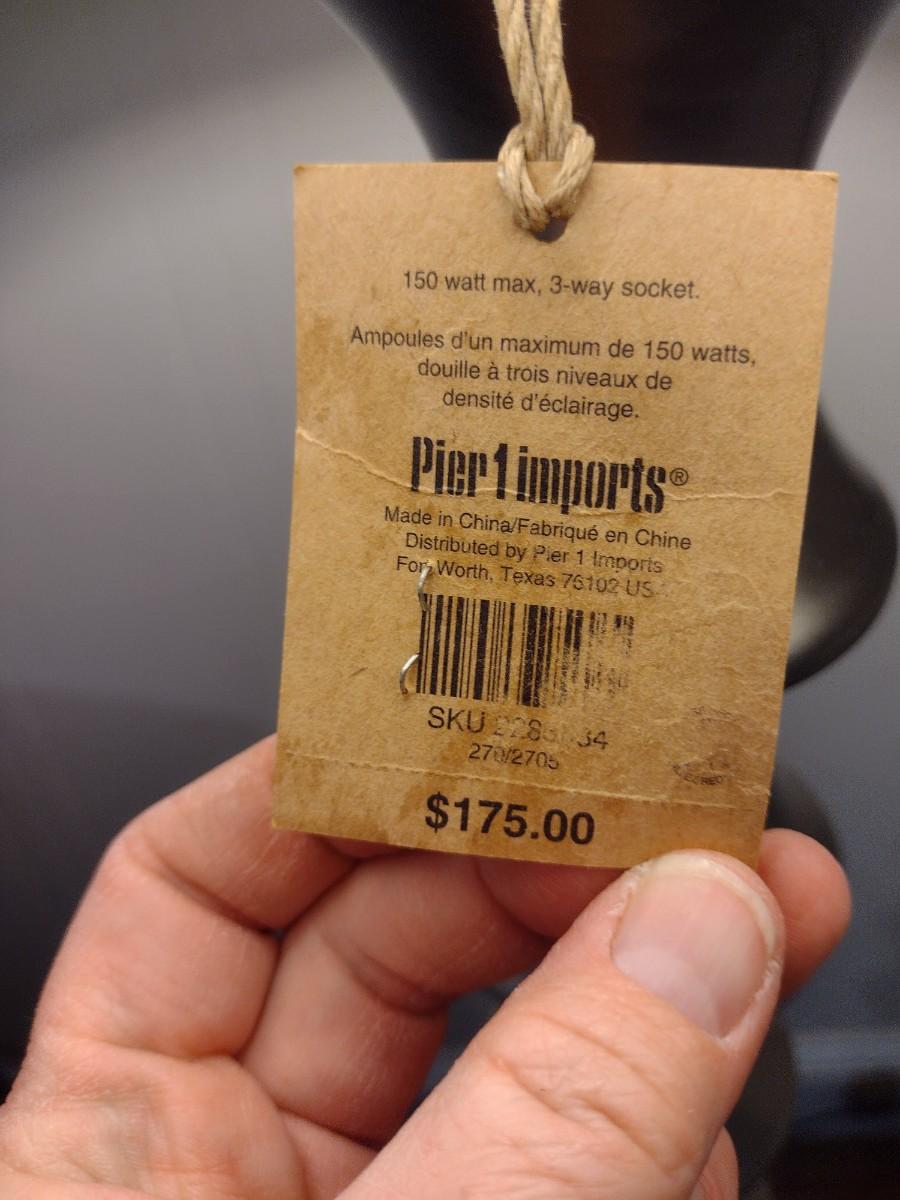 150 watt max, 3-way socket.
Ampoules d'un maximum de 150 watts,
douille à trois niveaux de
densité d'éclairage.
Pier 1 imports®
Made in China/Fabriqué en Chine
Distributed by Pier 1 Imports
Worth, Texas 76102
SKU
270/2705
$175.00